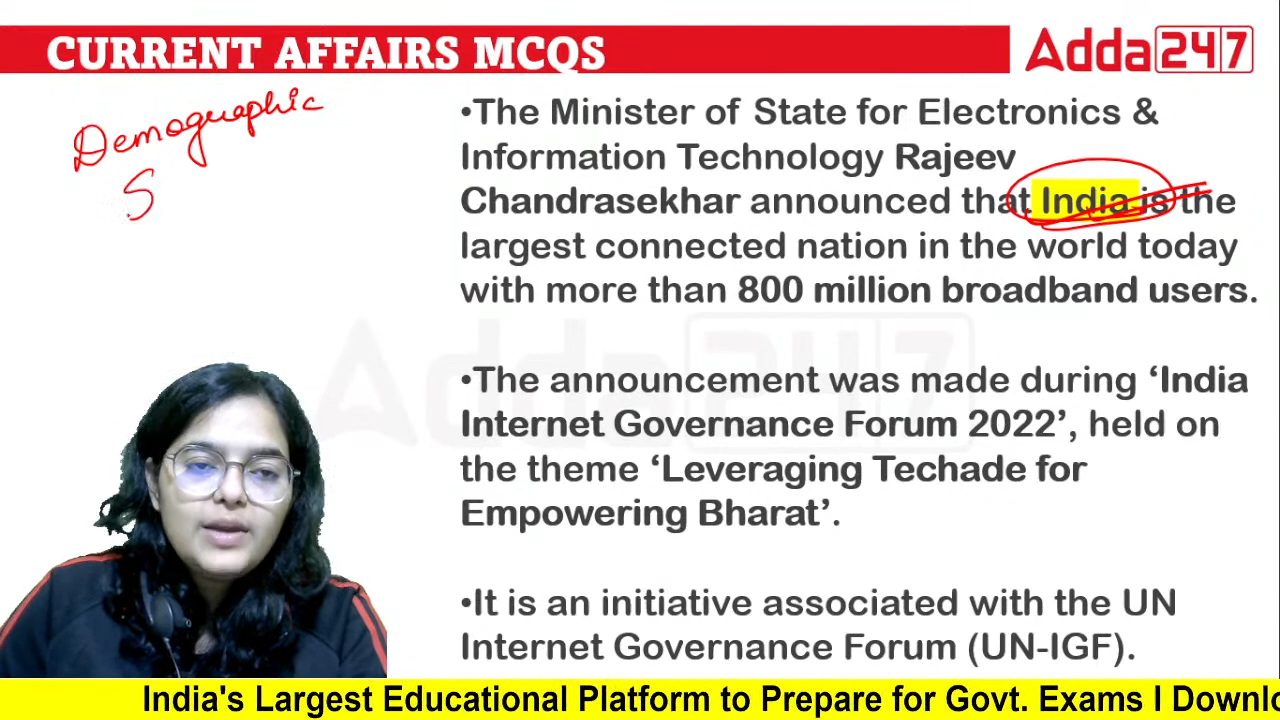 CURRENT AFFAIRS MCQS
Adda247
Demographic
S
•The Minister of State for Electronics &
Information Technology Rajeev
Chandrasekhar announced that India is the
largest connected nation in the world today
with more than 800 million broadband users.
•The announcement was made during ‘India
Internet Governance Forum 2022’, held on
the theme ‘Leveraging Techade for
Empowering Bharat’.
•It is an initiative associated with the UN
Internet Governance Forum (UN-IGF).
Adda247
India's Largest Educational Platform to Prepare for Govt. Exams I Downlo